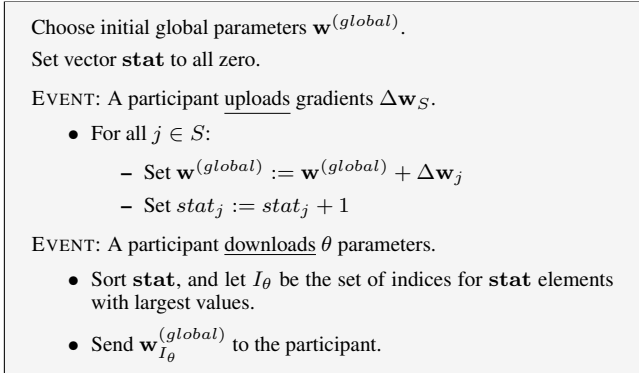 Choose initial global parameters w^(global).
Set vector stat to all zero.
EVENT: A participant uploads gradients Δw_S.
• For all j ∈ S:
– Set w^(global) := w^(global) + Δw_j
– Set stat_j := stat_j + 1
EVENT: A participant downloads θ parameters.
• Sort stat, and let I_θ be the set of indices for stat elements
with largest values.
• Send w_{I_θ}^(global) to the participant.